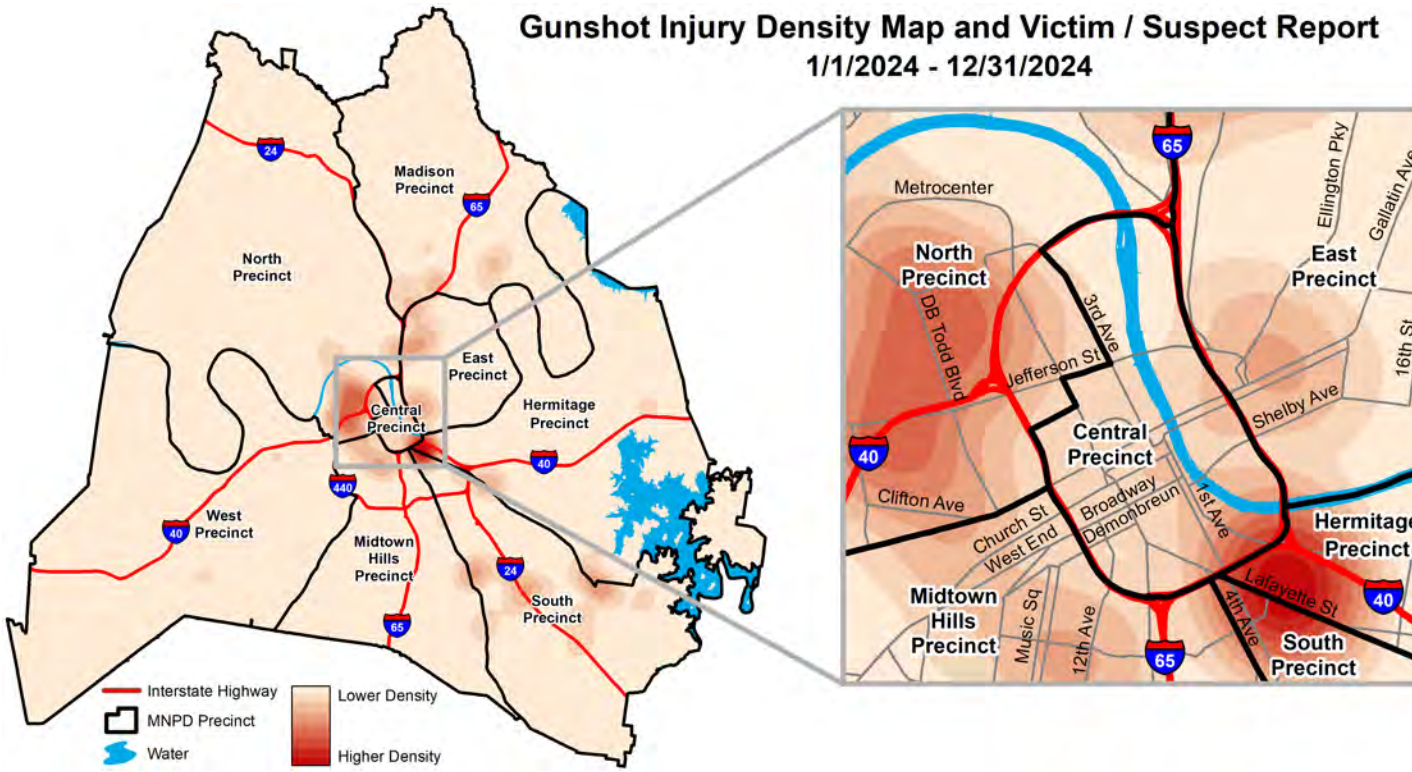 Gunshot Injury Density Map and Victim / Suspect Report
1/1/2024 - 12/31/2024
24
Madison
Precinct
65
North
Precinct
East
Precinct
Hermitage
Precinct
Central
Precinct
40
440
West
Precinct
40
Midtown
Hills
Precinct
24
South
Precinct
65
Interstate Highway
MNPD Precinct
Water
Lower Density
Higher Density
65
Metrocenter
Ellington Pky
Gallatin Ave
North
Precinct
East
Precinct
3rd Ave
DB Todd Blvd
Jefferson St
16th St
Shelby Ave
Central
Precinct
40
Clifton Ave
Church St
West End
Broadway
Demonbreun
1st Ave
Hermitage
Precinct
Lafayette St
40
Midtown
Hills
Precinct
Music Sq
12th Ave
4th Ave
65
South
Precinct